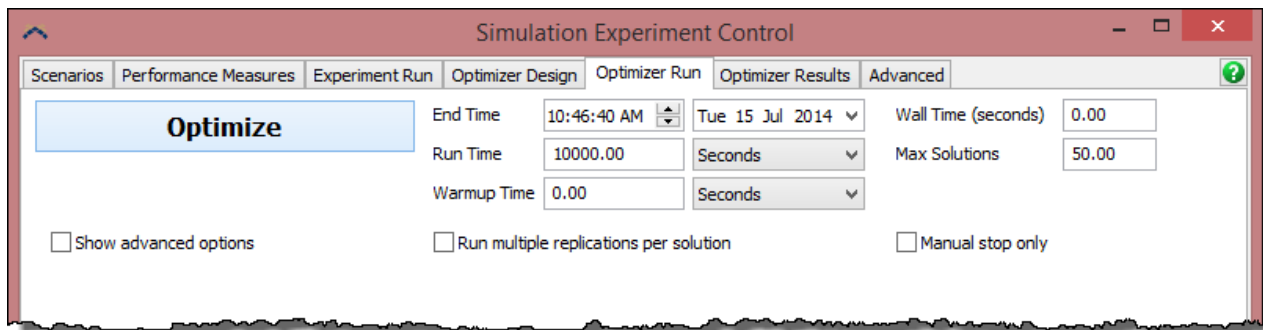 Simulation Experiment Control
Scenarios Performance Measures Experiment Run Optimizer Design Optimizer Run Optimizer Results Advanced ?
Optimize End Time 10:46:40 AM Tue 15 Jul 2014 Wall Time (seconds) 0.00
Run Time 10000.00 Seconds Max Solutions 50.00
Warmup Time 0.00 Seconds
Show advanced options Run multiple replications per solution Manual stop only